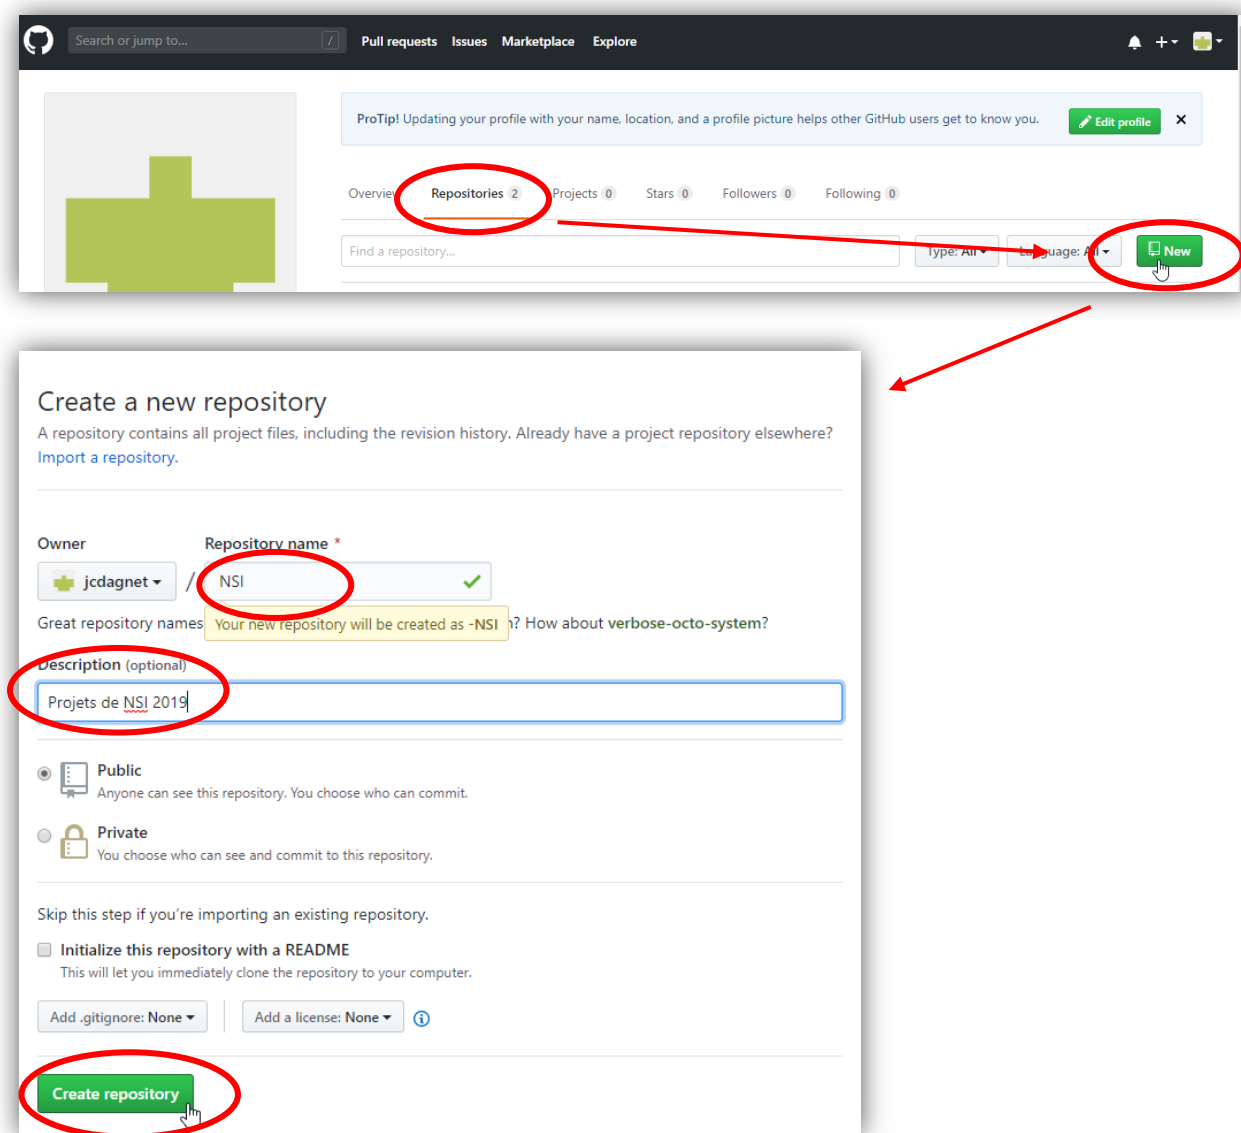 Search or jump to... /
Pull requests Issues Marketplace Explore
ProTip! Updating your profile with your name, location, and a profile picture helps other GitHub users get to know you.
Edit profile
Overview Repositories 2 Projects 0 Stars 0 Followers 0 Following 0
Find a repository... Type: All Language: All New
Create a new repository
A repository contains all project files, including the revision history. Already have a project repository elsewhere?
Import a repository.
Owner Repository name *
jcdagnet / NSI
Great repository names ? How about verbose-octo-system?
Your new repository will be created as -NSI
Description (optional)
Projets de NSI 2019
Public
Anyone can see this repository. You choose who can commit.
Private
You choose who can see and commit to this repository.
Skip this step if you’re importing an existing repository.
Initialize this repository with a README
This will let you immediately clone the repository to your computer.
Add .gitignore: None Add a license: None
Create repository